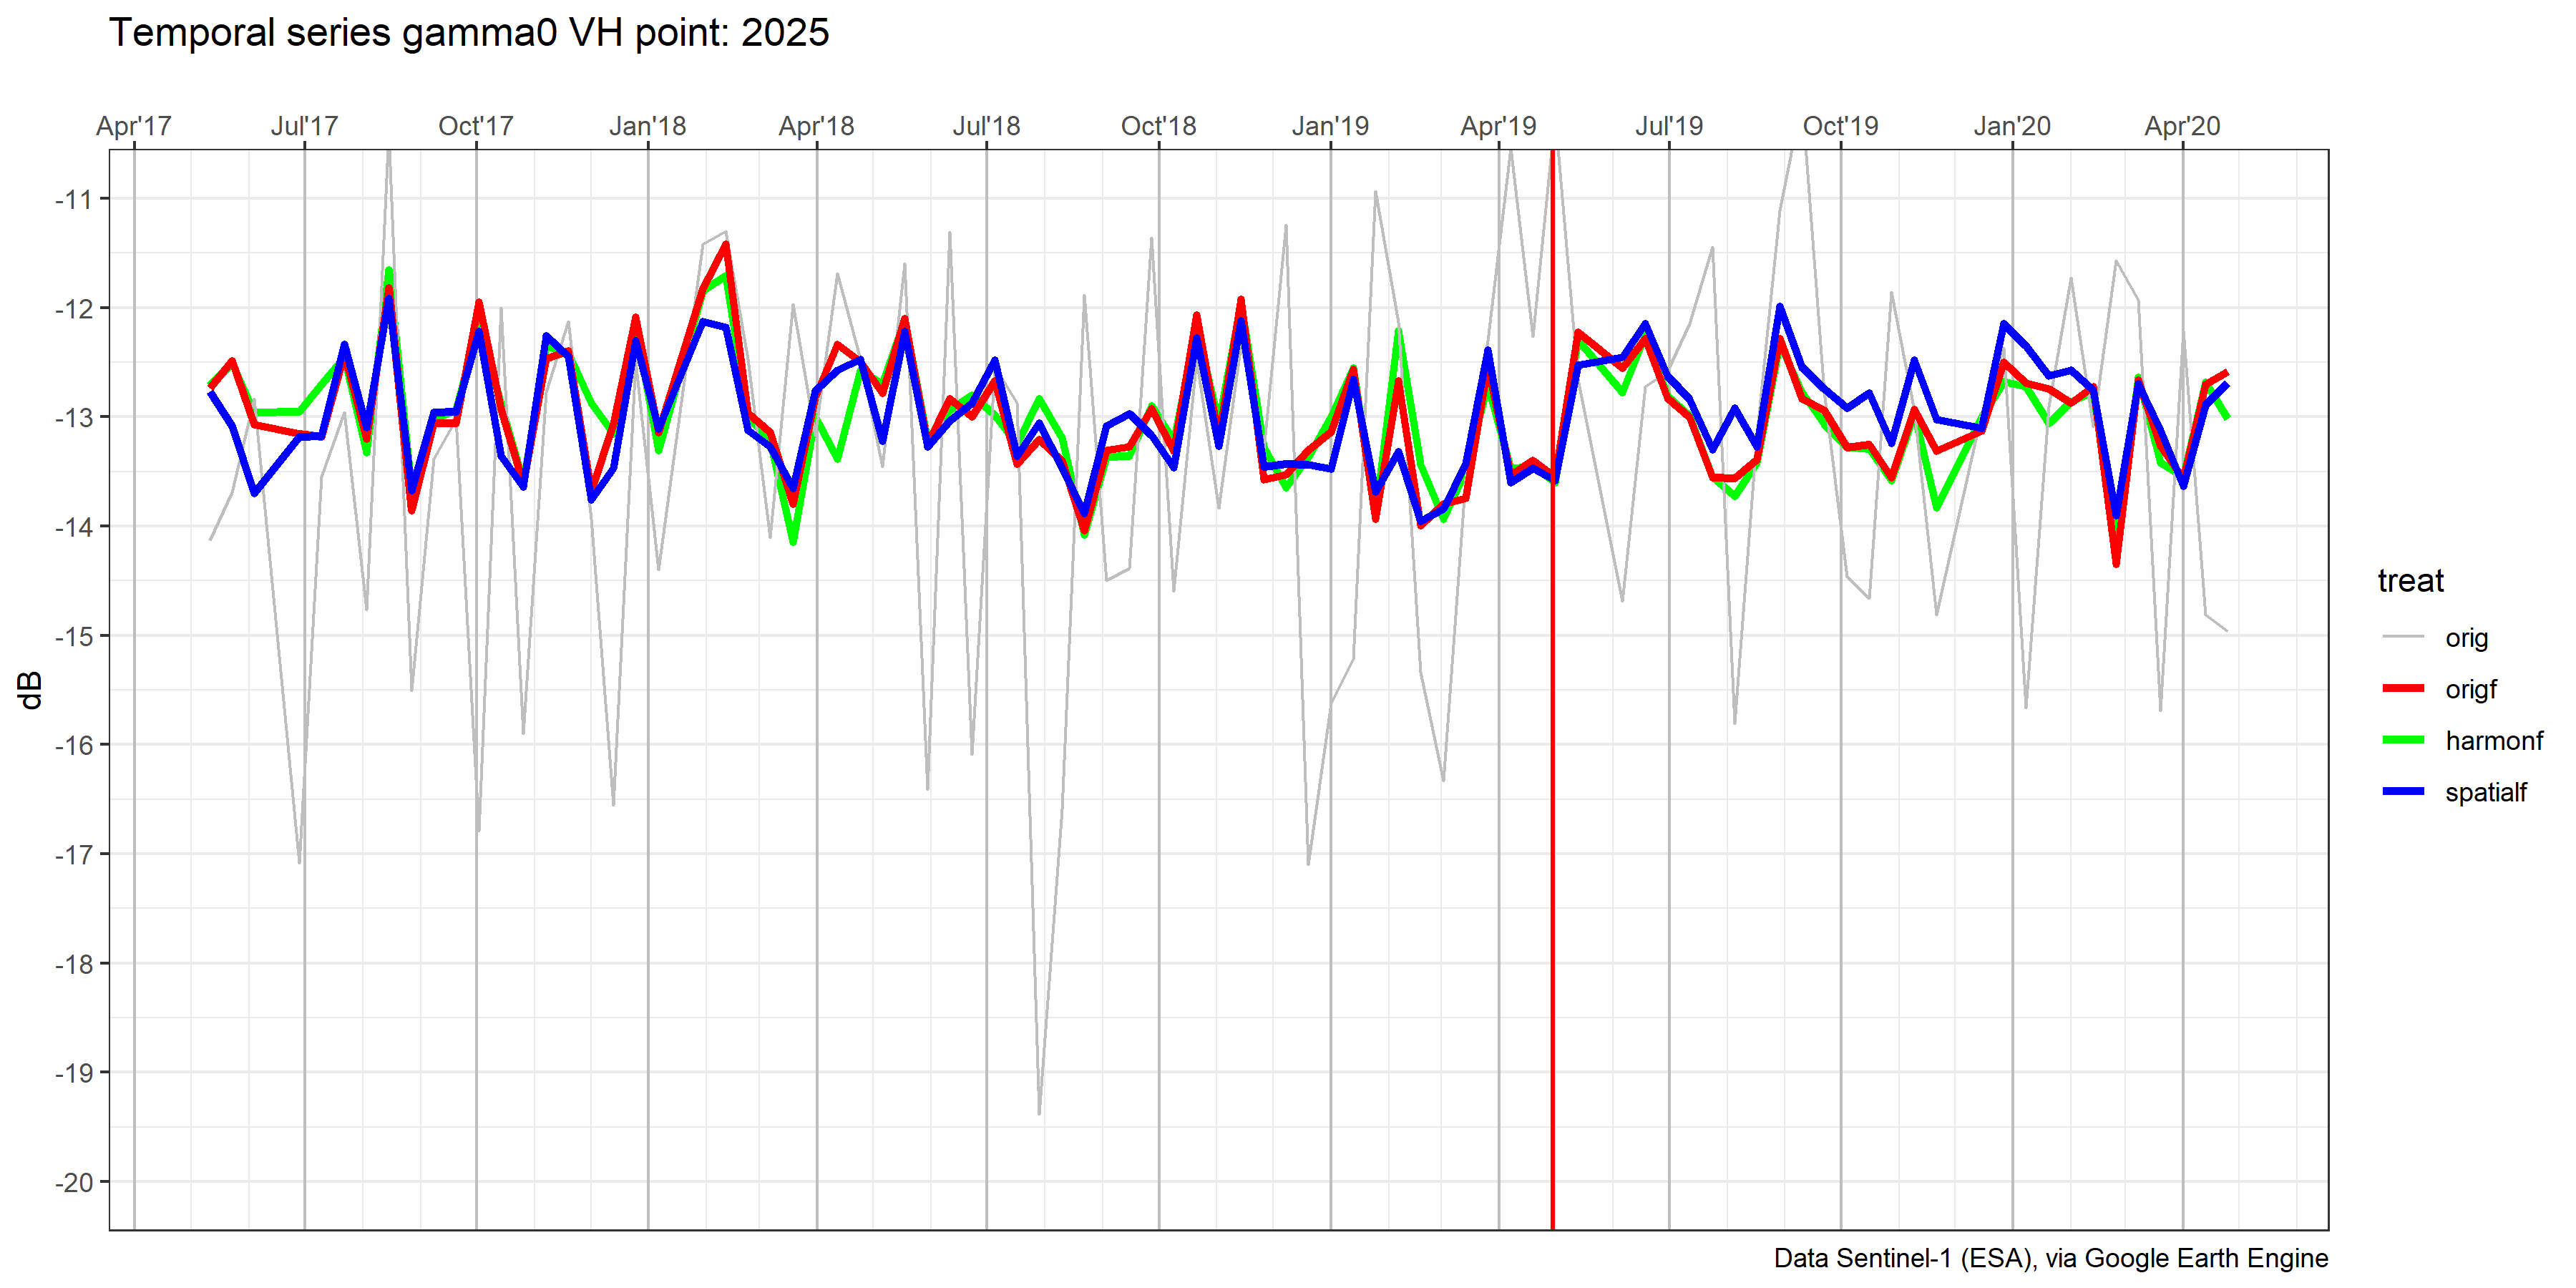 Temporal series gamma0 VH point: 2025
Apr'17 Jul'17 Oct'17 Jan'18 Apr'18 Jul'18 Oct'18 Jan'19 Apr'19 Jul'19 Oct'19 Jan'20 Apr'20
-11
-12
-13
-14
-15
-16
-17
-18
-19
-20
dB
treat
orig
origf
harmonf
spatialf
Data Sentinel-1 (ESA), via Google Earth Engine